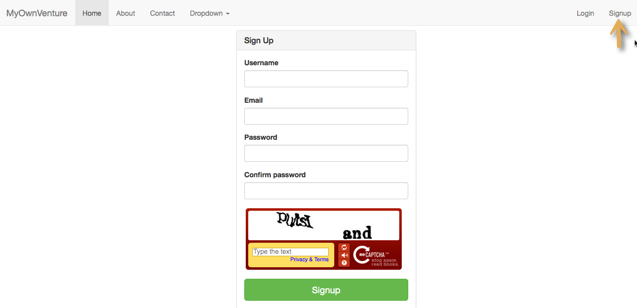 MyOwnVenture Home About Contact Dropdown Login Signup
Sign Up
Username
Email
Password
Confirm password
and
Type the text
Privacy & Terms
reCAPTCHA™
stop spam.
read books.
Signup